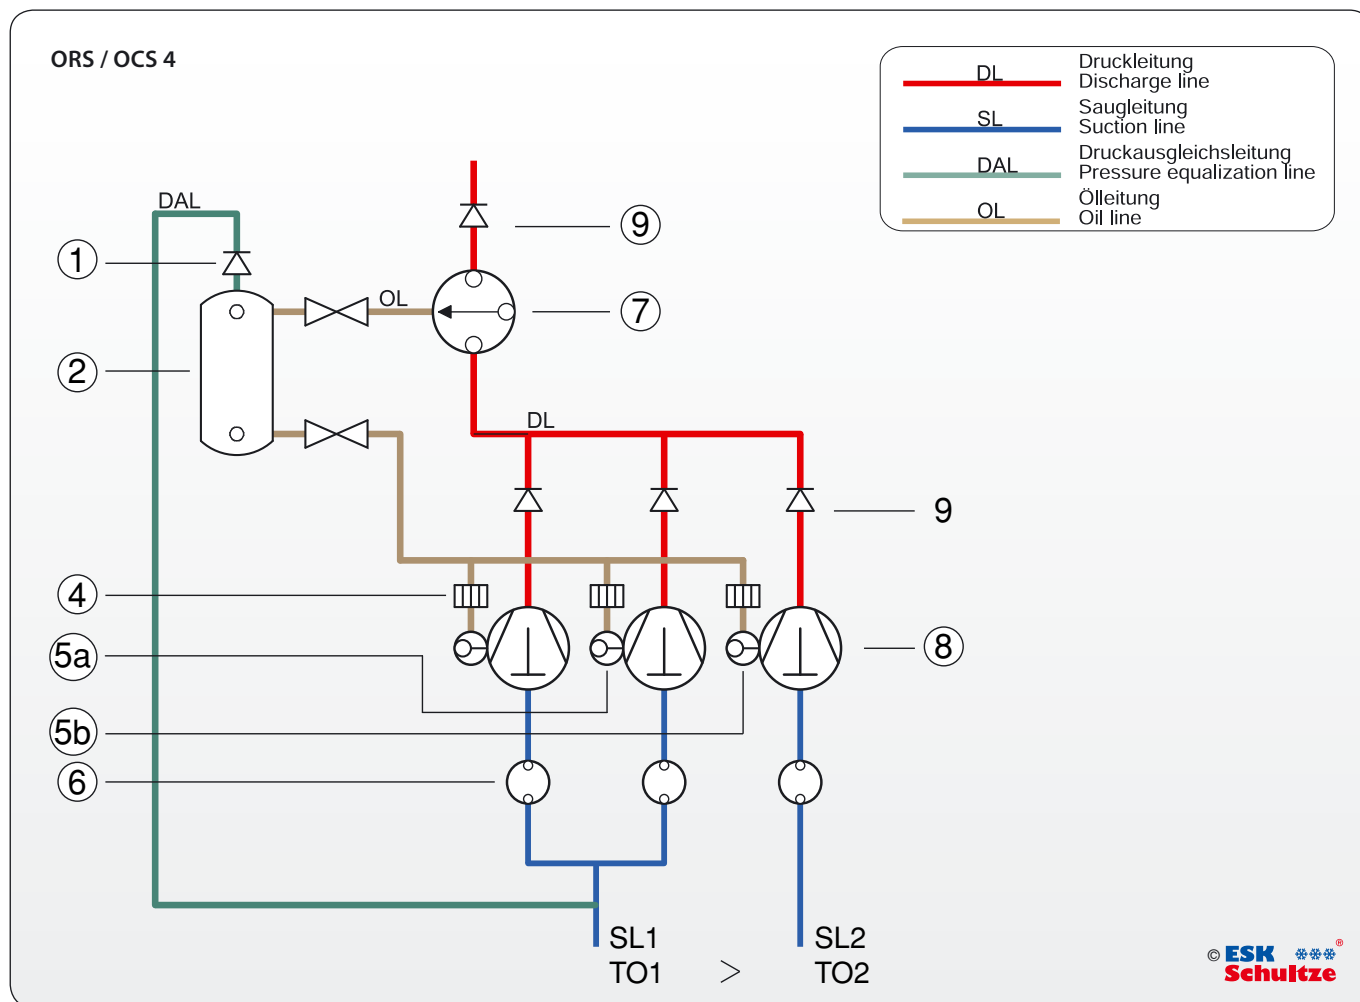 ORS / OCS 4
DL
Druckleitung
Discharge line
SL
Saugleitung
Suction line
DAL
Druckausgleichsleitung
Pressure equalization line
OL
Ölleitung
Oil line
DAL
9
1
OL
7
2
DL
9
4
5a
8
5b
6
SL1
SL2
TO1 > TO2
© ESK ®
Schultze